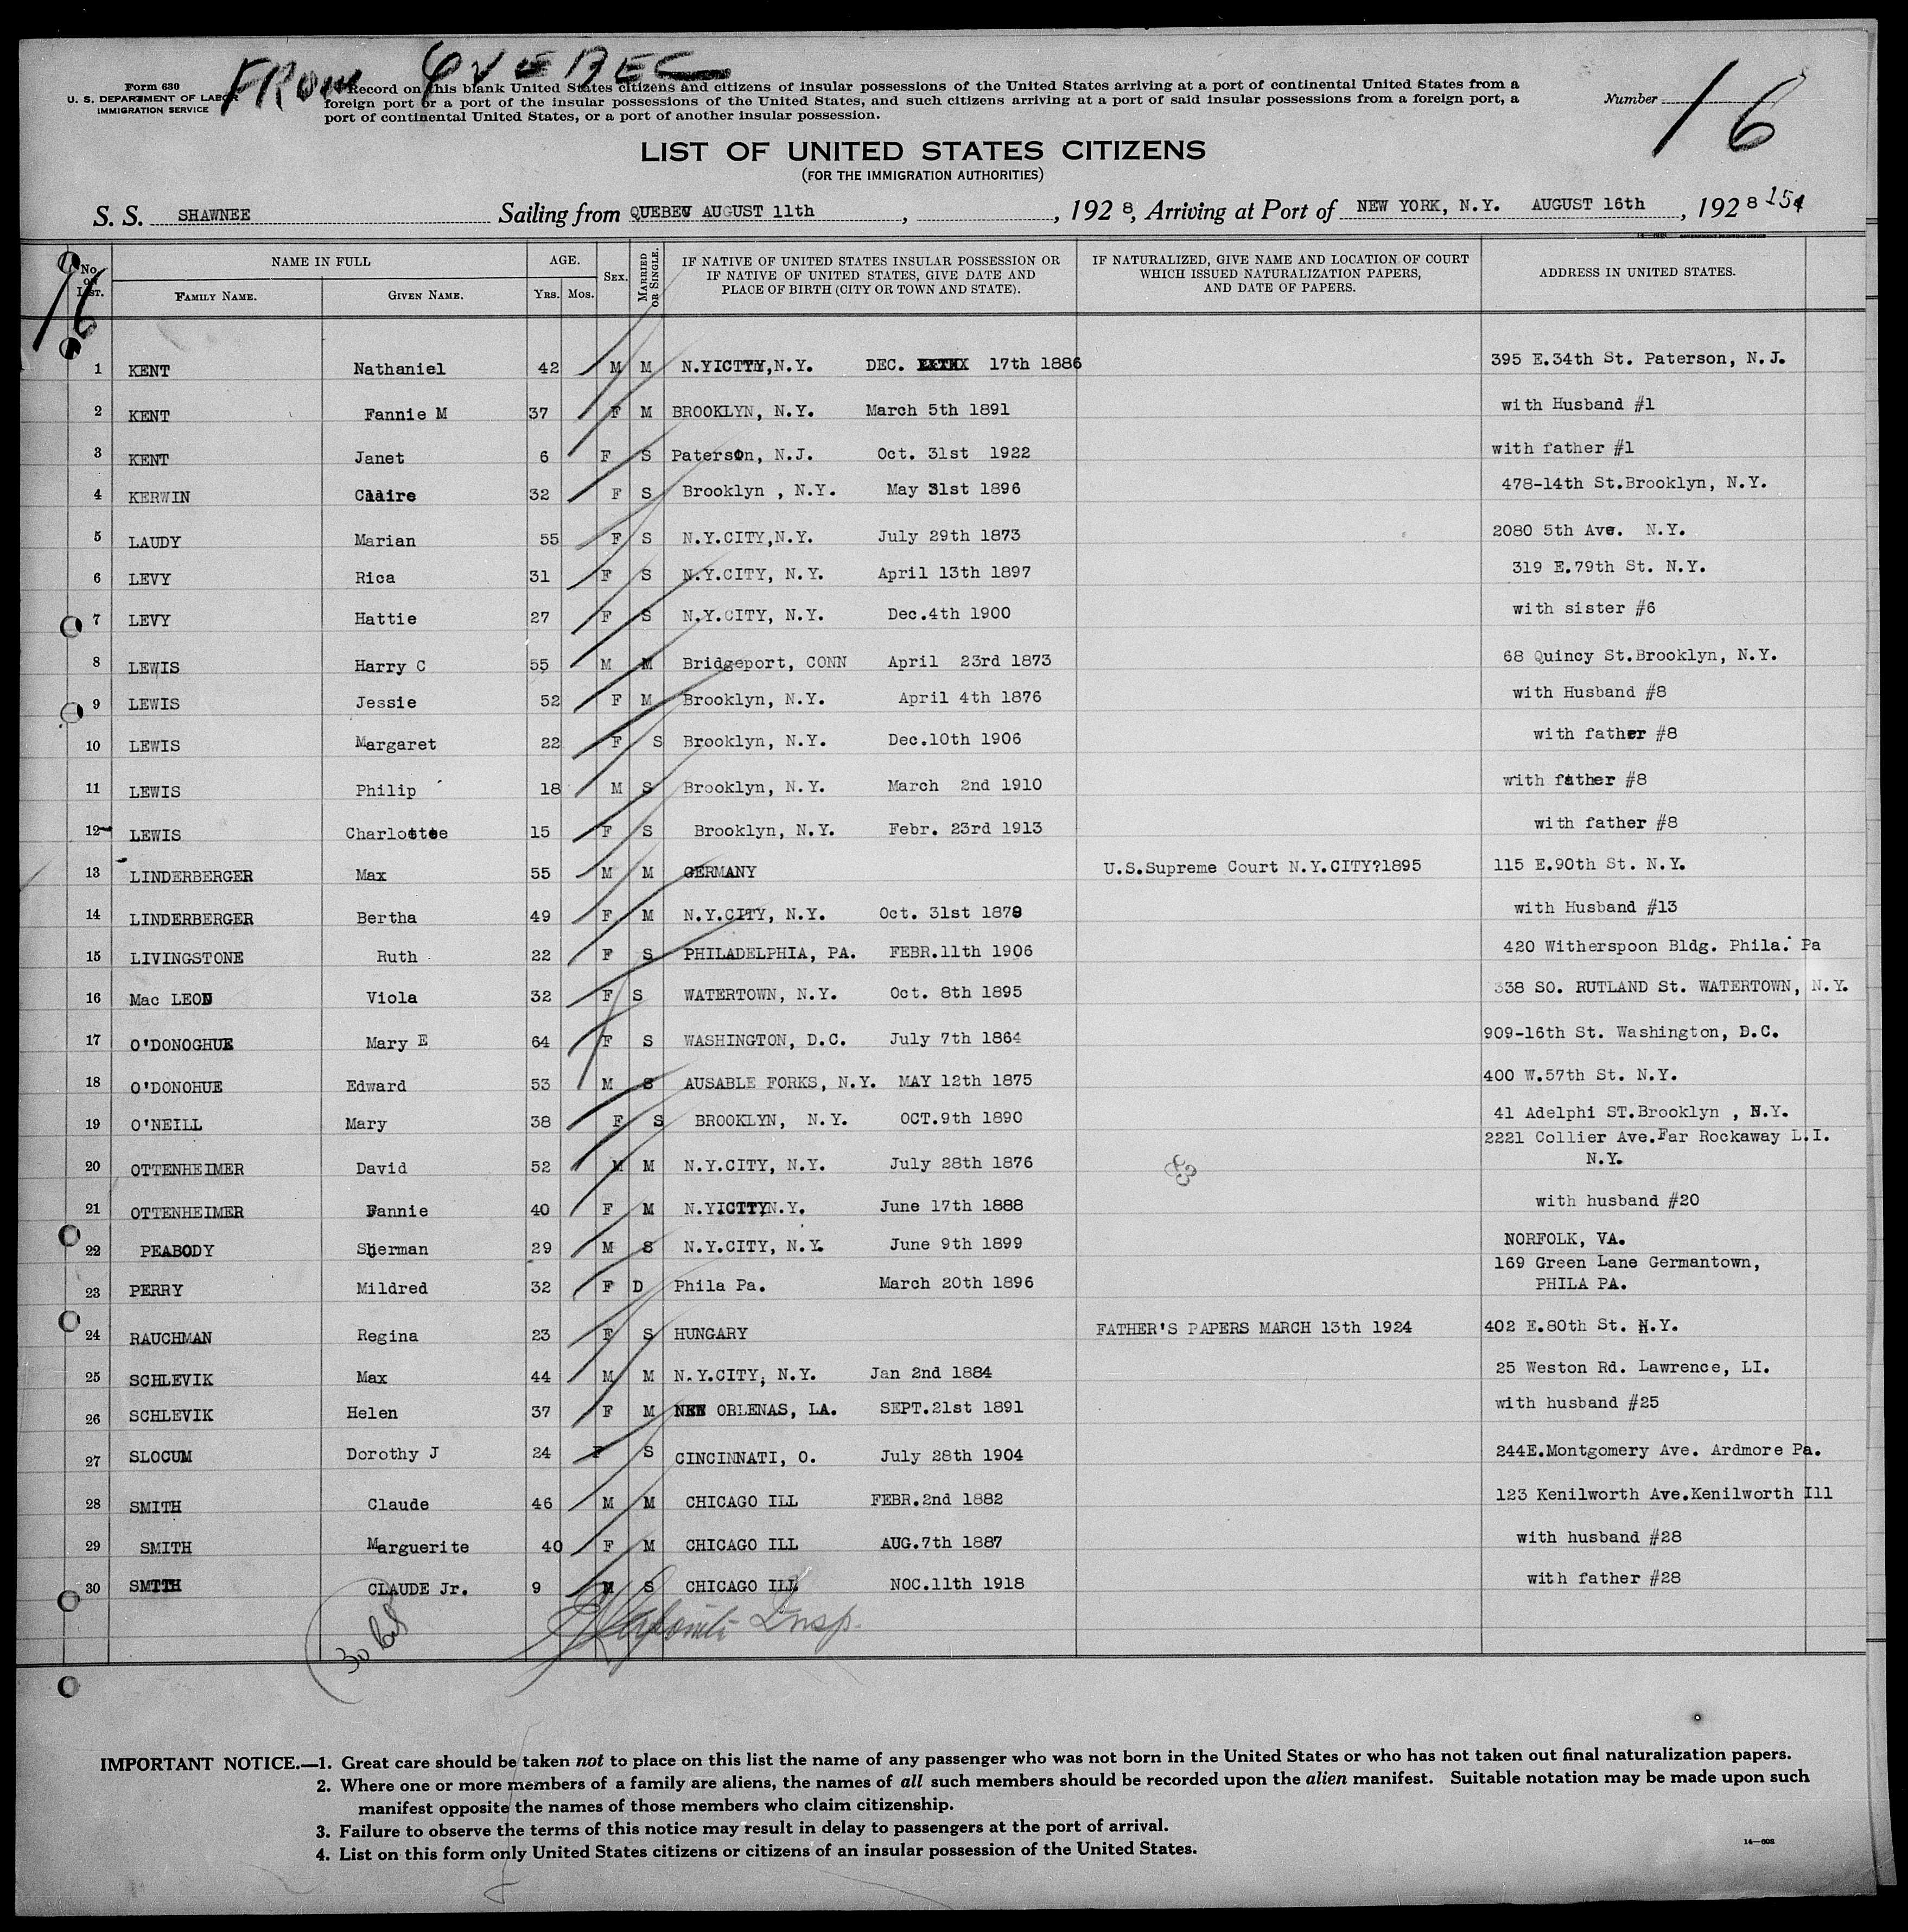 FROM QUEBEC
Form 630
U. S. DEPARTMENT OF LABOR
IMMIGRATION SERVICE
Record on this blank United States citizens and citizens of insular possessions of the United States arriving at a port of continental United States from a
foreign port or a port of the insular possessions of the United States, and such citizens arriving at a port of said insular possessions from a foreign port, a
port of continental United States, or a port of another insular possession.
Number 16
LIST OF UNITED STATES CITIZENS
(FOR THE IMMIGRATION AUTHORITIES)
S. S. SHAWNEE Sailing from QUEBEC AUGUST 11th , , 1928, Arriving at Port of NEW YORK, N.Y. AUGUST 16th , 1928 154
16
No. on List. NAME IN FULL AGE. Sex. MARRIED OR SINGLE. IF NATIVE OF UNITED STATES INSULAR POSSESSION OR IF NATIVE OF UNITED STATES, GIVE DATE AND PLACE OF BIRTH (CITY OR TOWN AND STATE). IF NATURALIZED, GIVE NAME AND LOCATION OF COURT WHICH ISSUED NATURALIZATION PAPERS, AND DATE OF PAPERS. ADDRESS IN UNITED STATES.
FAMILY NAME. GIVEN NAME. Yrs. Mos.
1 KENT Nathaniel 42 M M N.YICTTY,N.Y. DEC. 17th 1886 395 E.34th St. Paterson, N.J.
2 KENT Fannie M 37 F M BROOKLYN, N.Y. March 5th 1891 with Husband #1
3 KENT Janet 6 F S Paterson, N.J. Oct. 31st 1922 with father #1
4 KERWIN Claire 32 F S Brooklyn , N.Y. May 31st 1896 478-14th St.Brooklyn, N.Y.
5 LAUDY Marian 55 F S N.Y.CITY,N.Y. July 29th 1873 2080 5th Ave. N.Y.
6 LEVY Rica 31 F S N.Y.CITY, N.Y. April 13th 1897 319 E.79th St. N.Y.
7 LEVY Hattie 27 F S N.Y.CITY, N.Y. Dec.4th 1900 with sister #6
8 LEWIS Harry C 55 M M Bridgeport, CONN April 23rd 1873 68 Quincy St.Brooklyn, N.Y.
9 LEWIS Jessie 52 F M Brooklyn, N.Y. April 4th 1876 with Husband #8
10 LEWIS Margaret 22 F S Brooklyn, N.Y. Dec.10th 1906 with father #8
11 LEWIS Philip 18 M S Brooklyn, N.Y. March 2nd 1910 with father #8
12 LEWIS Charlottee 15 F S Brooklyn, N.Y. Febr. 23rd 1913 with father #8
13 LINDERBERGER Max 55 M M GERMANY U.S.Supreme Court N.Y.CITY?1895 115 E.90th St. N.Y.
14 LINDERBERGER Bertha 49 F M N.Y.CITY, N.Y. Oct. 31st 1879 with Husband #13
15 LIVINGSTONE Ruth 22 F S PHILADELPHIA, PA. FEBR.11th 1906 420 Witherspoon Bldg. Phila. Pa
16 Mac LEOD Viola 32 F S WATERTOWN, N.Y. Oct. 8th 1895 338 SO. RUTLAND St. WATERTOWN, N.Y.
17 O'DONOGHUE Mary E 64 F S WASHINGTON, D.C. July 7th 1864 909-16th St. Washington, D.C.
18 O'DONOHUE Edward 53 M S AUSABLE FORKS, N.Y. MAY 12th 1875 400 W.57th St. N.Y.
19 O'NEILL Mary 38 F S BROOKLYN, N.Y. OCT.9th 1890 41 Adelphi ST.Brooklyn , N.Y.
20 OTTENHEIMER David 52 M M N.Y.CITY, N.Y. July 28th 1876 2221 Collier Ave.Far Rockaway L.I.
N.Y.
21 OTTENHEIMER Fannie 40 F M N.YICTTYN.Y. June 17th 1888 with husband #20
22 PEABODY Sherman 29 M S N.Y.CITY, N.Y. June 9th 1899 NORFOLK, VA.
23 PERRY Mildred 32 F D Phila Pa. March 20th 1896 169 Green Lane Germantown,
PHILA PA.
24 RAUCHMAN Regina 23 F S HUNGARY FATHER'S PAPERS MARCH 13th 1924 402 E.80th St. N.Y.
25 SCHLEVIK Max 44 M M N.Y.CITY, N.Y. Jan 2nd 1884 25 Weston Rd. Lawrence, LI.
26 SCHLEVIK Helen 37 F M NEW ORLENAS, LA. SEPT.21st 1891 with husband #25
27 SLOCUM Dorothy J 24 F S CINCINNATI, O. July 28th 1904 244E.Montgomery Ave. Ardmore Pa.
28 SMITH Claude 46 M M CHICAGO ILL FEBR.2nd 1882 123 Kenilworth Ave.Kenilworth Ill
29 SMITH Marguerite 40 F M CHICAGO ILL AUG.7th 1887 with husband #28
30 SMITH CLAUDE Jr. 9 M S CHICAGO ILL NOC.11th 1918 with father #28
Insp.
30
IMPORTANT NOTICE.—1. Great care should be taken not to place on this list the name of any passenger who was not born in the United States or who has not taken out final naturalization papers.
2. Where one or more members of a family are aliens, the names of all such members should be recorded upon the alien manifest. Suitable notation may be made upon such
manifest opposite the names of those members who claim citizenship.
3. Failure to observe the terms of this notice may result in delay to passengers at the port of arrival.
4. List on this form only United States citizens or citizens of an insular possession of the United States.
14—608